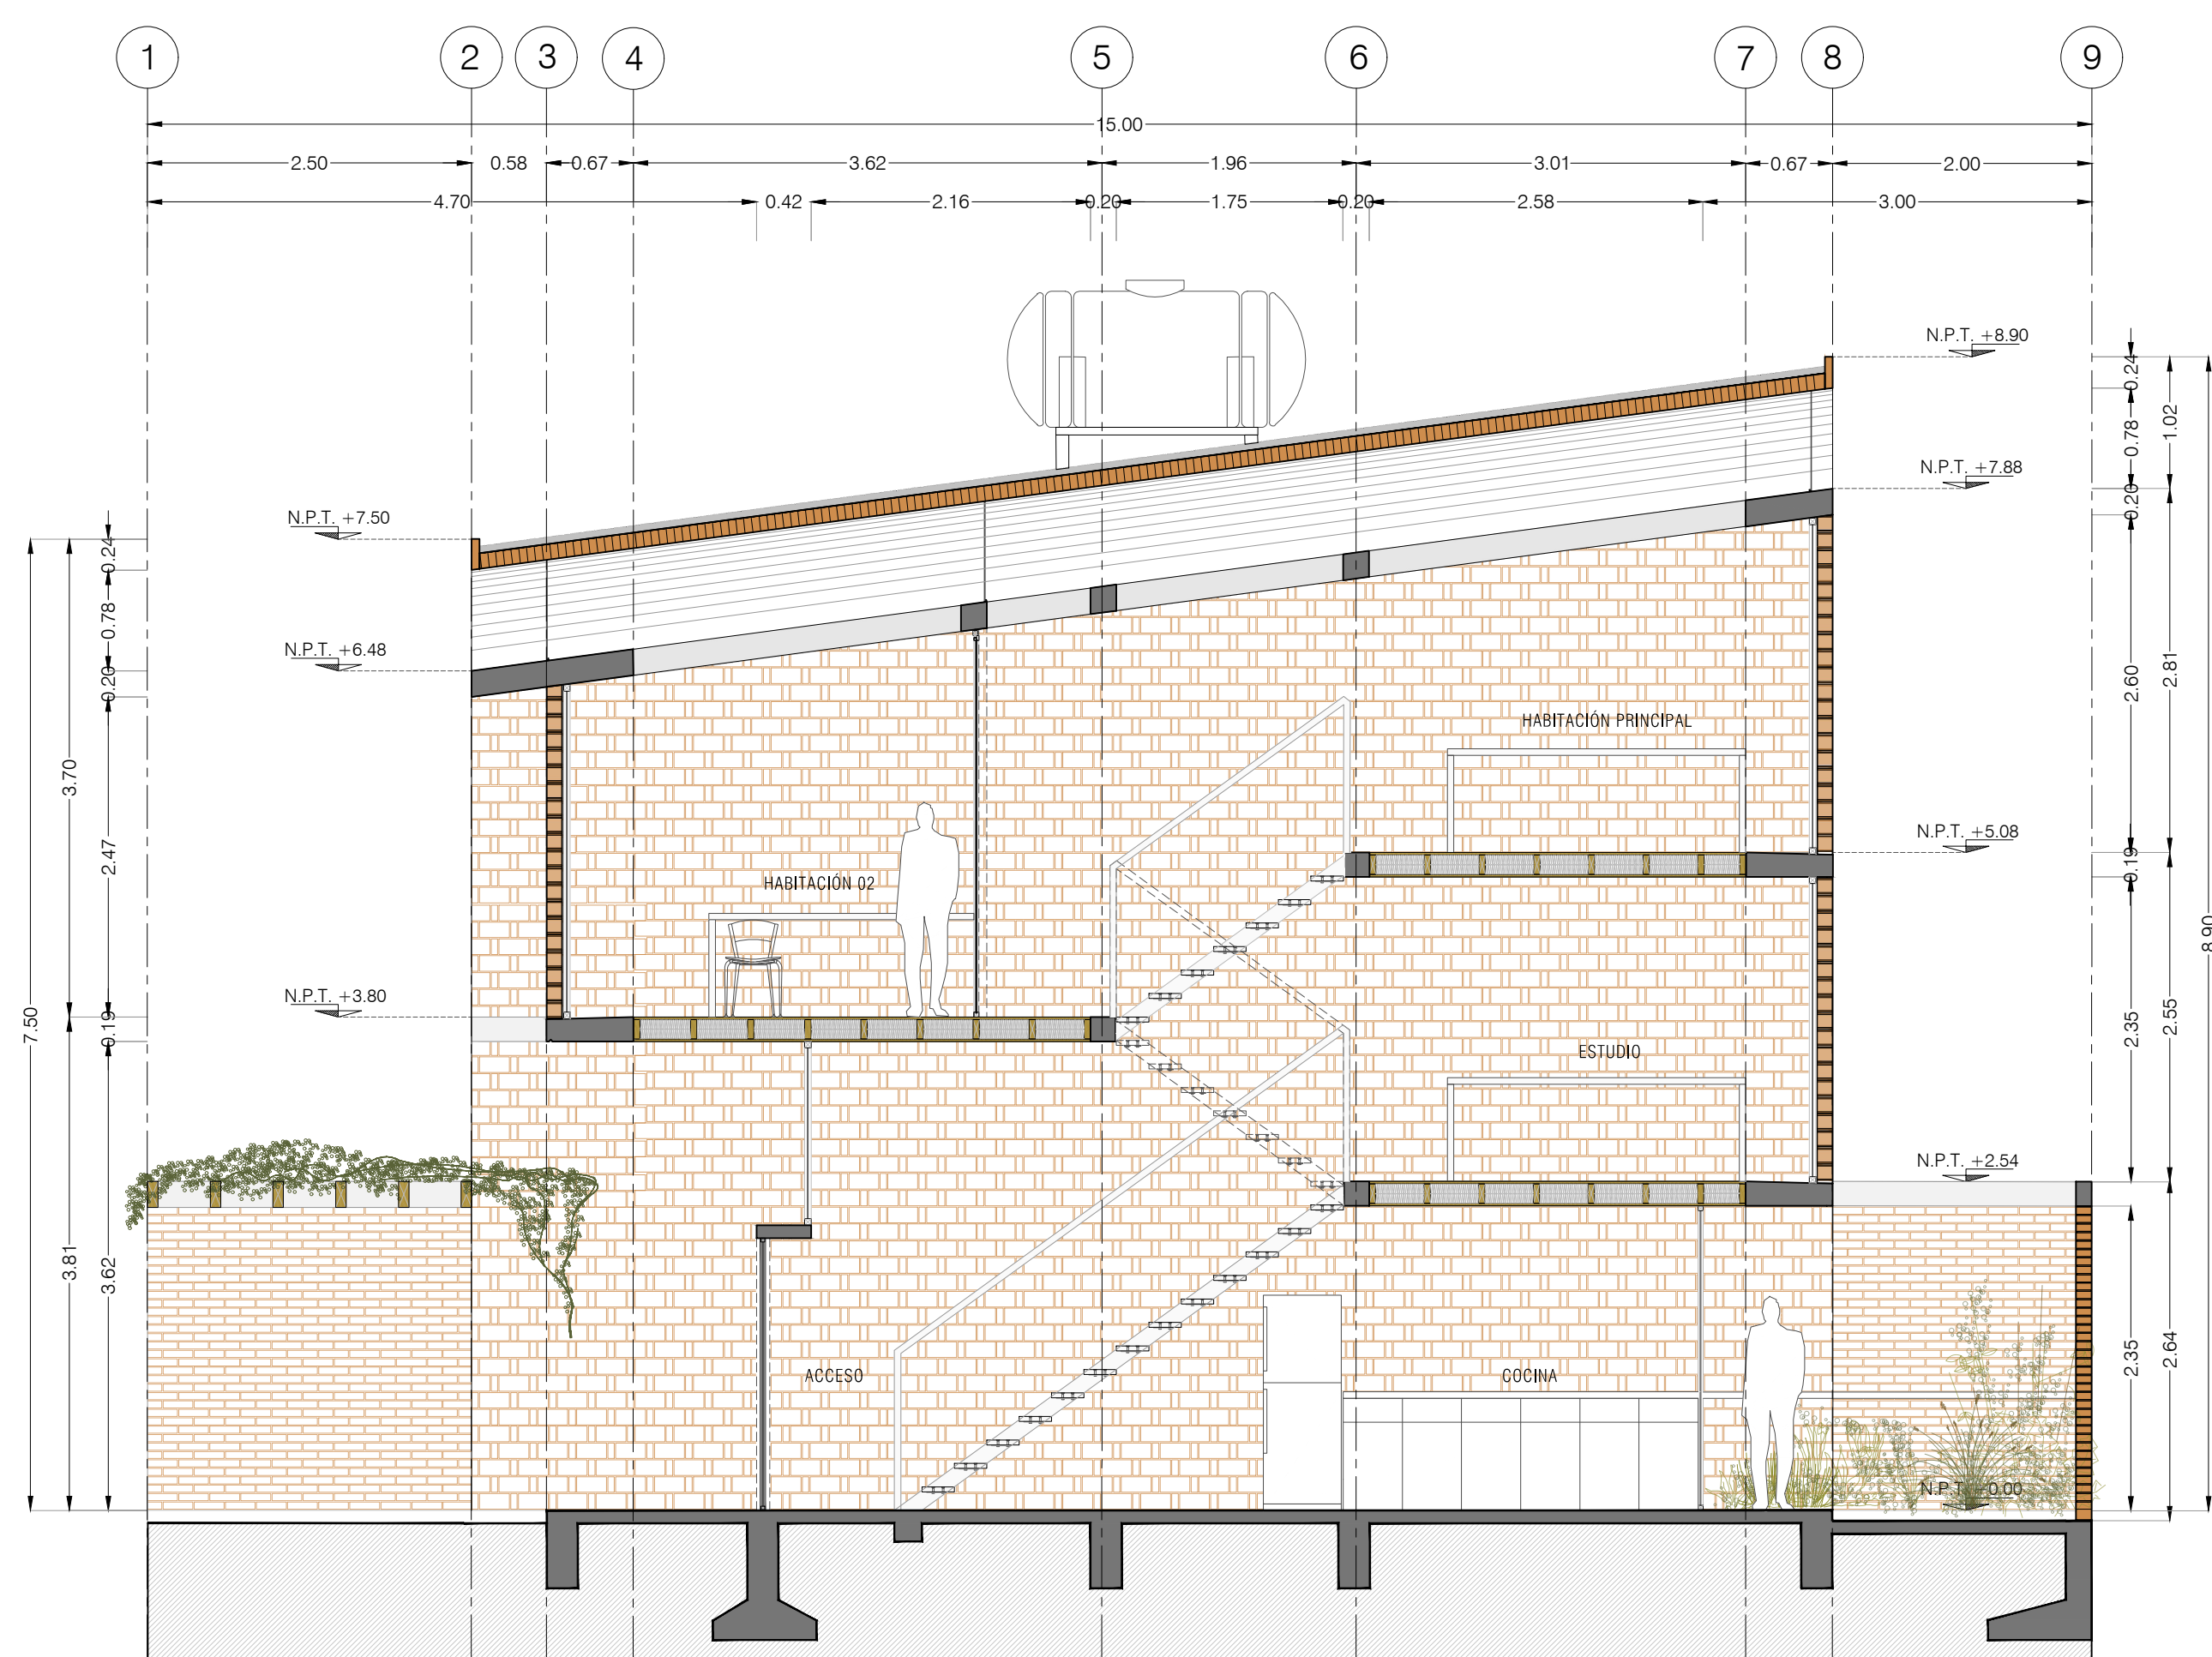 1 2 3 4 5 6 7 8 9
15.00
2.50 0.58 0.67 3.62 1.96 3.01 0.67 2.00
4.70 0.42 2.16 0.20 1.75 0.20 2.58 3.00
N.P.T. +8.90
0.24
1.02
0.78
N.P.T. +7.88
0.20
N.P.T. +7.50
0.24
0.78
N.P.T. +6.48
0.20
HABITACIÓN PRINCIPAL
2.60
2.81
3.70
2.47
N.P.T. +5.08
0.19
HABITACIÓN 02
8.90
N.P.T. +3.80
0.19
7.50
2.35
2.55
ESTUDIO
N.P.T. +2.54
3.81
3.62
2.35
2.64
ACCESO
COCINA
N.P.T.
0.00